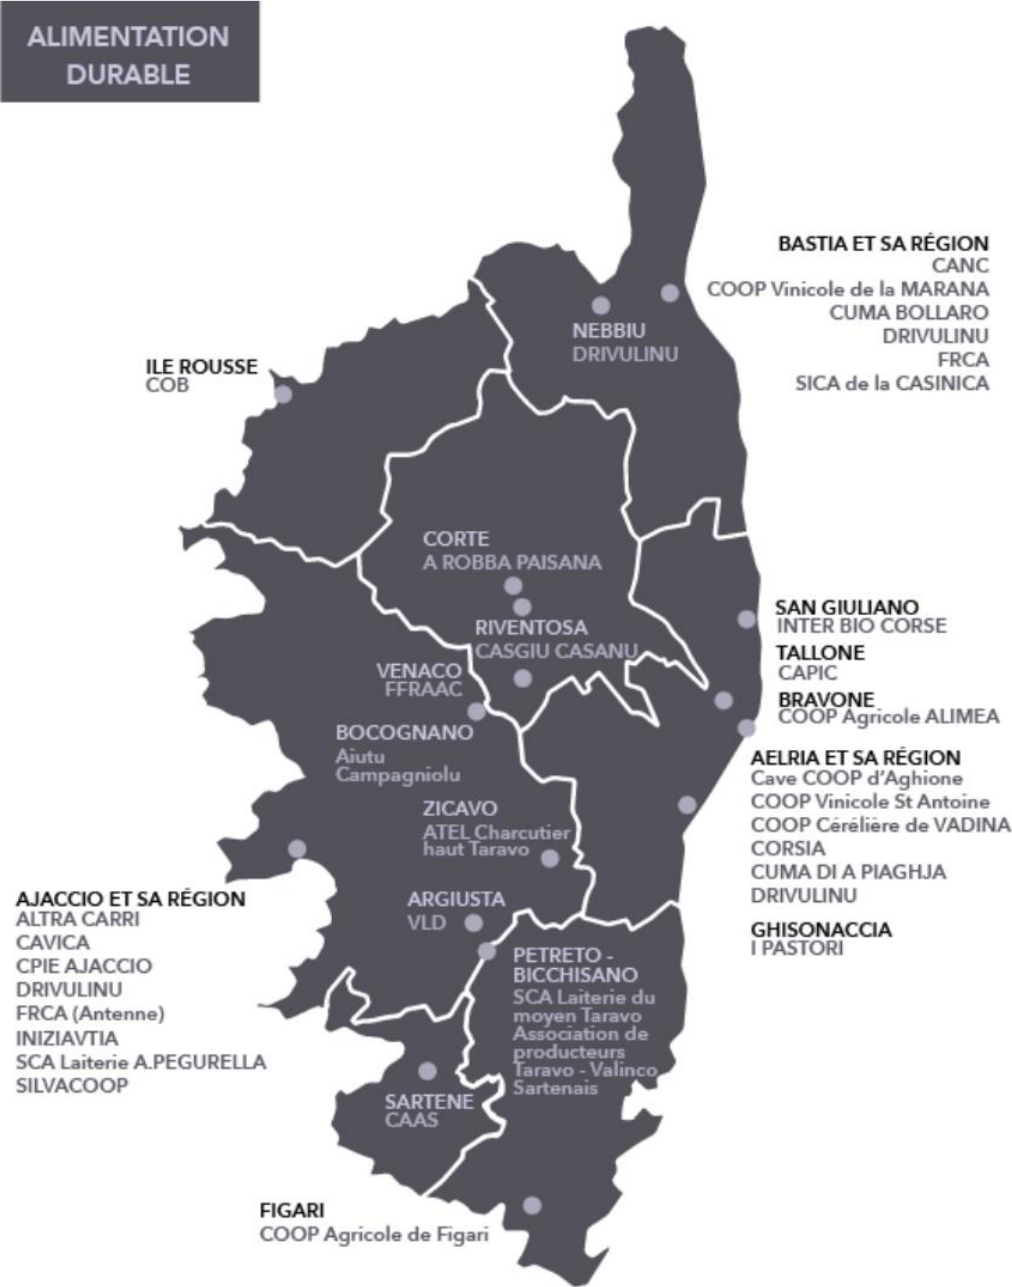 ALIMENTATION
DURABLE
BASTIA ET SA RÉGION
CANC
COOP Vinicole de la MARANA
CUMA BOLLARO
DRIVULINU
FRCA
SICA de la CASINICA
NEBBIU
DRIVULINU
ILE ROUSSE
COB
CORTE
A ROBBA PAISANA
RIVENTOSA
CASGIU CASANU
VENACO
FFRAAC
BOCOGNANO
Aiutu
Campagniolu
SAN GIULIANO
INTER BIO CORSE
TALLONE
CAPIC
BRAVONE
COOP Agricole ALIMEA
AELRIA ET SA RÉGION
Cave COOP d'Aghione
COOP Vinicole St Antoine
COOP Cérélière de VADINA
CORSIA
CUMA DI A PIAGHJA
DRIVULINU
GHISONACCIA
I PASTORI
ZICAVO
ATEL Charcutier
haut Taravo
ARGIUSTA
VLD
AJACCIO ET SA RÉGION
ALTRA CARRI
CAVICA
CPIE AJACCIO
DRIVULINU
FRCA (Antenne)
INIZIAVTIA
SCA Laiterie A.PEGURELLA
SILVACOOP
PETRETO -
BICCHISANO
SCA Laiterie du
moyen Taravo
Association de
producteurs
Taravo - Valinco
Sartenais
SARTENE
CAAS
FIGARI
COOP Agricole de Figari